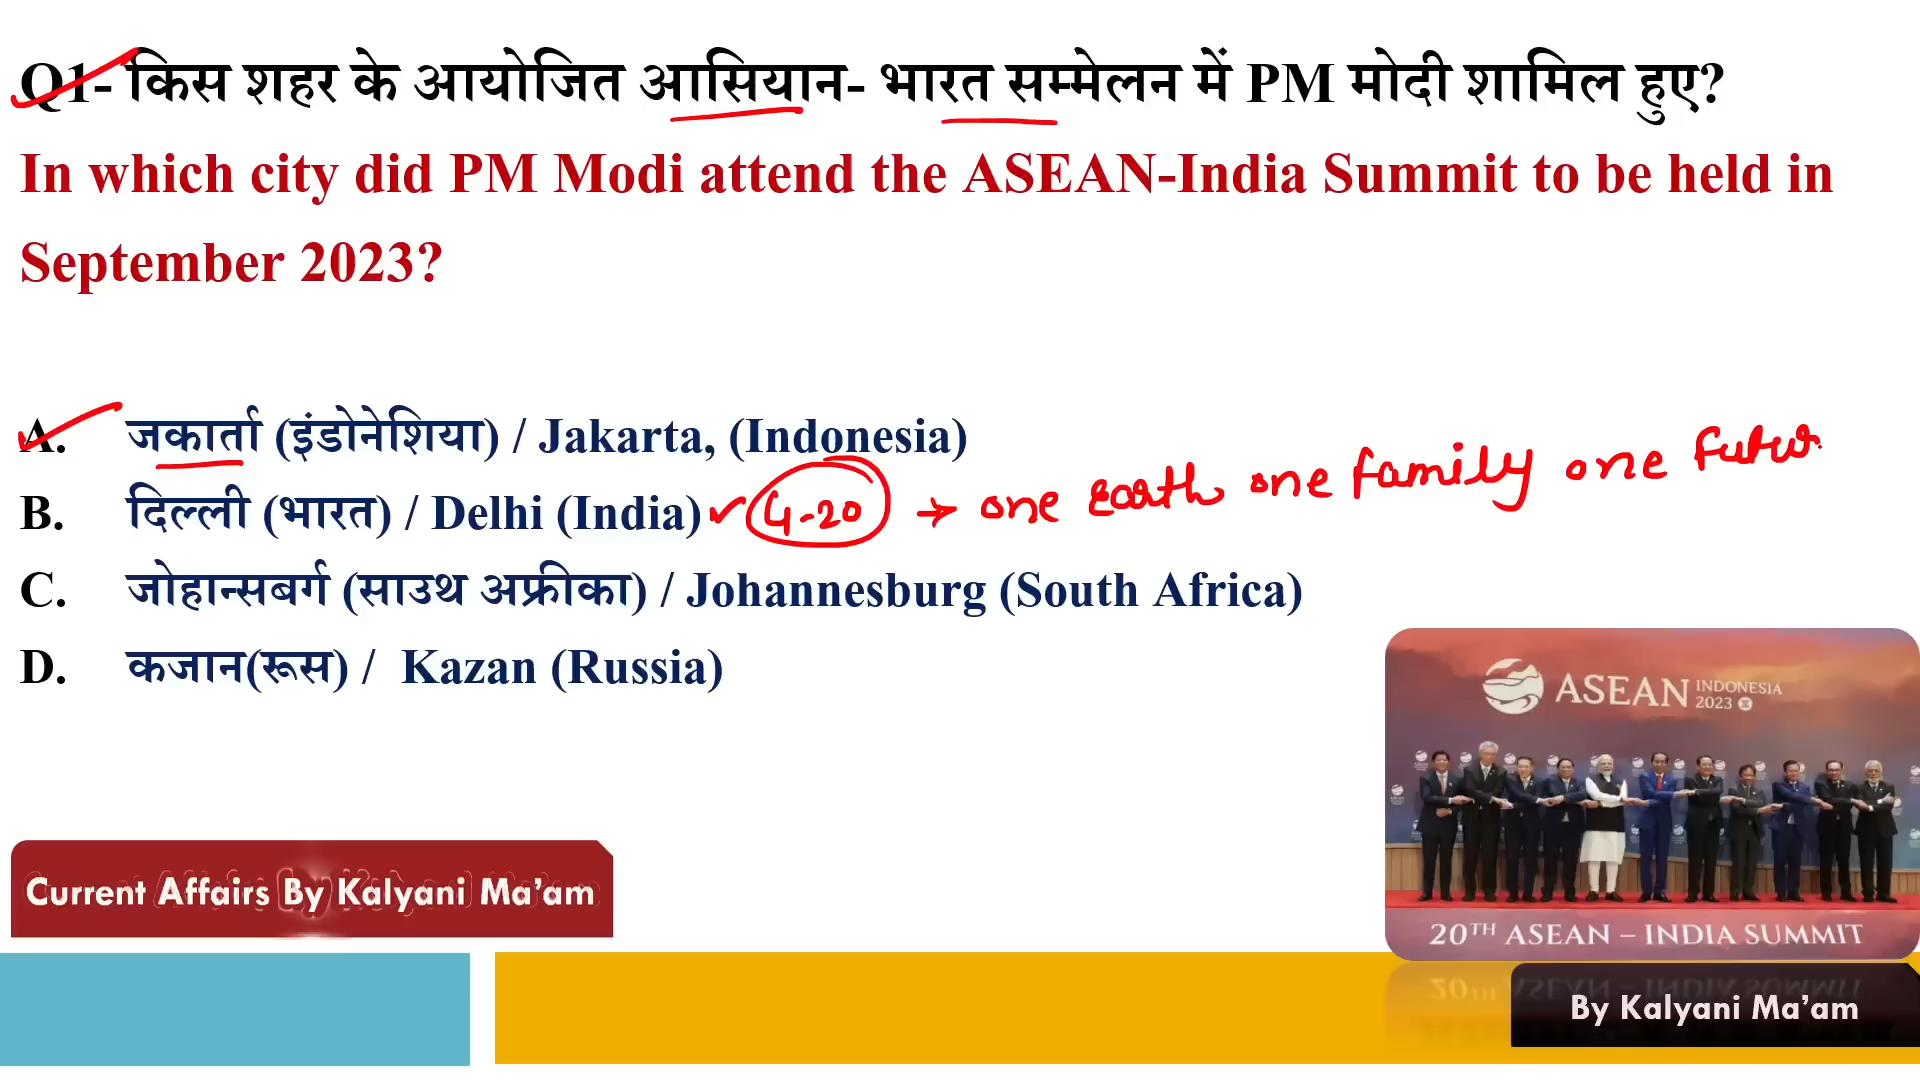 Q1- किस शहर के आयोजित आसियान- भारत सम्मेलन में PM मोदी शामिल हुए?
In which city did PM Modi attend the ASEAN-India Summit to be held in
September 2023?
A. जकार्ता (इंडोनेशिया) / Jakarta, (Indonesia)
B. दिल्ली (भारत) / Delhi (India) G-20 → one earth one family one future
C. जोहान्सबर्ग (साउथ अफ्रीका) / Johannesburg (South Africa)
D. कजान(रूस) / Kazan (Russia)
ASEAN INDONESIA 2023
20TH ASEAN – INDIA SUMMIT
Current Affairs By Kalyani Ma’am
By Kalyani Ma’am